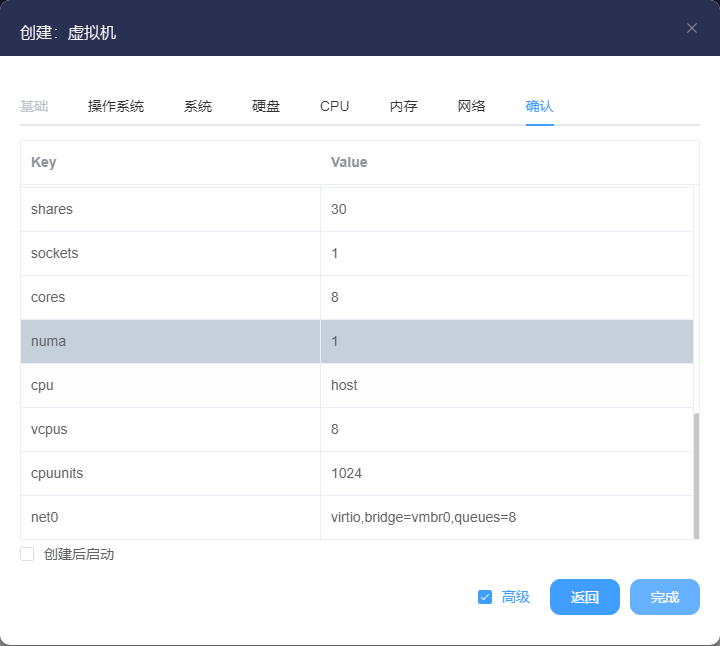 创建：虚拟机
基础 操作系统 系统 硬盘 CPU 内存 网络 确认
Key Value
shares 30
sockets 1
cores 8
numa 1
cpu host
vcpus 8
cpuunits 1024
net0 virtio,bridge=vmbr0,queues=8
创建后启动
高级 返回 完成